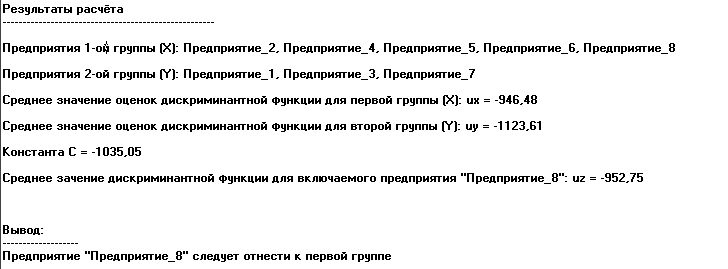 Результаты расчёта
-----------------------------------------------------
Предприятия 1-ой группы (X): Предприятие_2, Предприятие_4, Предприятие_5, Предприятие_6, Предприятие_8
Предприятия 2-ой группы (Y): Предприятие_1, Предприятие_3, Предприятие_7
Среднее значение оценок дискриминантной функции для первой группы (X): ux = -946,48
Среднее значение оценок дискриминантной функции для второй группы (Y): uy = -1123,61
Константа C = -1035,05
Среднее зачение дискриминантной функции для включаемого предприятия "Предприятие_8": uz = -952,75
Вывод:
-------------------
Предприятие "Предприятие_8" следует отнести к первой группе